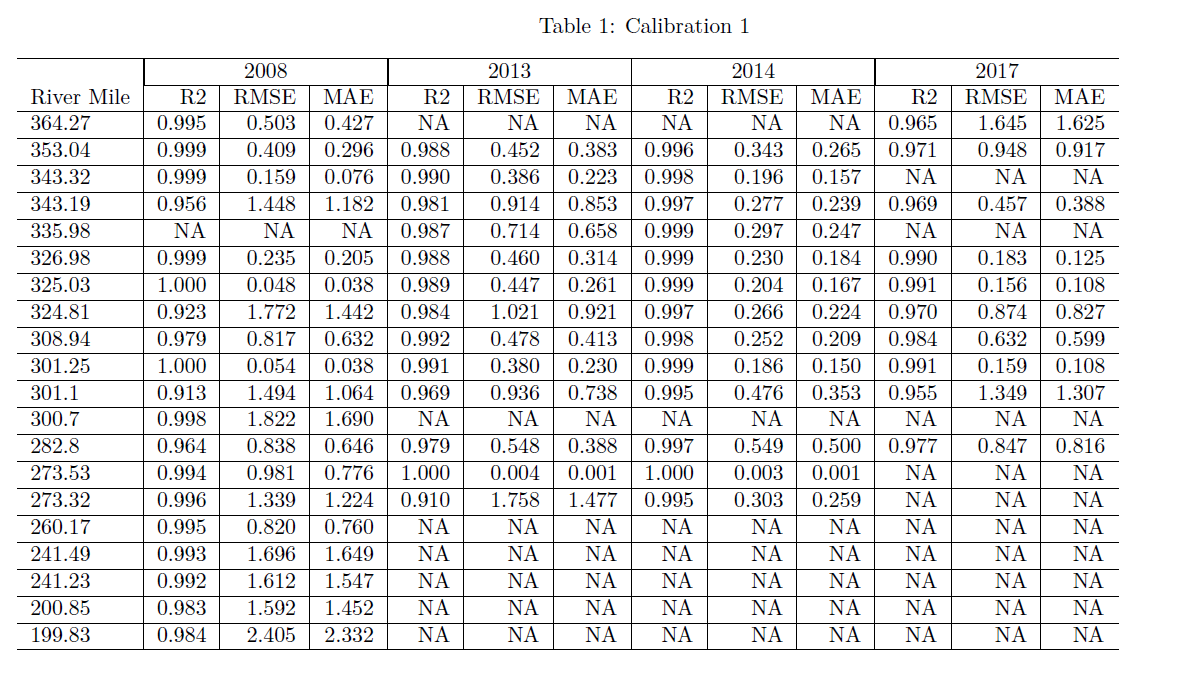 Table 1: Calibration 1
2008 2013 2014 2017
River Mile R2 RMSE MAE R2 RMSE MAE R2 RMSE MAE R2 RMSE MAE
364.27 0.995 0.503 0.427 NA NA NA NA NA NA 0.965 1.645 1.625
353.04 0.999 0.409 0.296 0.988 0.452 0.383 0.996 0.343 0.265 0.971 0.948 0.917
343.32 0.999 0.159 0.076 0.990 0.386 0.223 0.998 0.196 0.157 NA NA NA
343.19 0.956 1.448 1.182 0.981 0.914 0.853 0.997 0.277 0.239 0.969 0.457 0.388
335.98 NA NA NA 0.987 0.714 0.658 0.999 0.297 0.247 NA NA NA
326.98 0.999 0.235 0.205 0.988 0.460 0.314 0.999 0.230 0.184 0.990 0.183 0.125
325.03 1.000 0.048 0.038 0.989 0.447 0.261 0.999 0.204 0.167 0.991 0.156 0.108
324.81 0.923 1.772 1.442 0.984 1.021 0.921 0.997 0.266 0.224 0.970 0.874 0.827
308.94 0.979 0.817 0.632 0.992 0.478 0.413 0.998 0.252 0.209 0.984 0.632 0.599
301.25 1.000 0.054 0.038 0.991 0.380 0.230 0.999 0.186 0.150 0.991 0.159 0.108
301.1 0.913 1.494 1.064 0.969 0.936 0.738 0.995 0.476 0.353 0.955 1.349 1.307
300.7 0.998 1.822 1.690 NA NA NA NA NA NA NA NA NA
282.8 0.964 0.838 0.646 0.979 0.548 0.388 0.997 0.549 0.500 0.977 0.847 0.816
273.53 0.994 0.981 0.776 1.000 0.004 0.001 1.000 0.003 0.001 NA NA NA
273.32 0.996 1.339 1.224 0.910 1.758 1.477 0.995 0.303 0.259 NA NA NA
260.17 0.995 0.820 0.760 NA NA NA NA NA NA NA NA NA
241.49 0.993 1.696 1.649 NA NA NA NA NA NA NA NA NA
241.23 0.992 1.612 1.547 NA NA NA NA NA NA NA NA NA
200.85 0.983 1.592 1.452 NA NA NA NA NA NA NA NA NA
199.83 0.984 2.405 2.332 NA NA NA NA NA NA NA NA NA